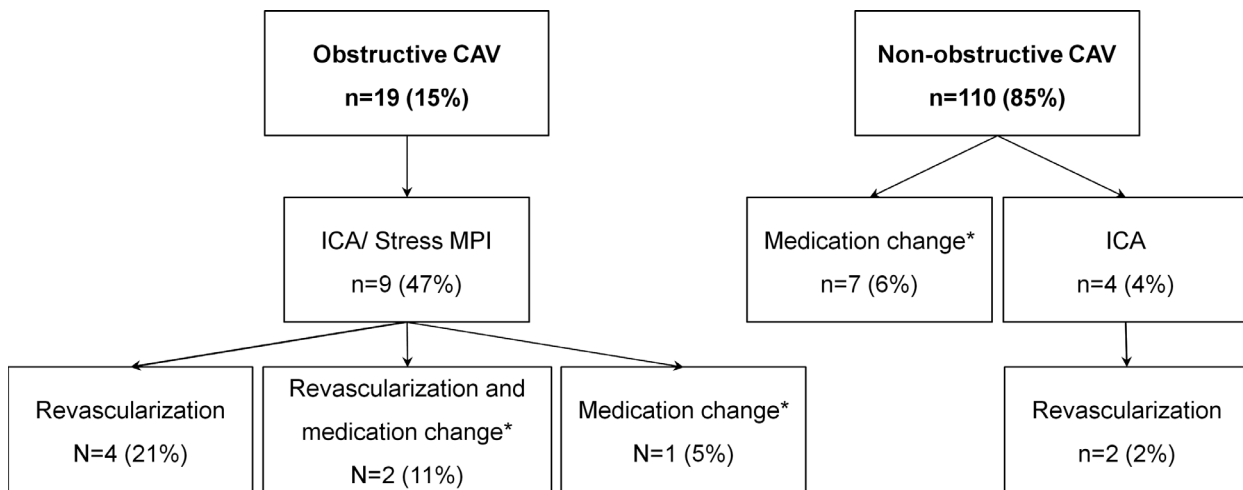 Obstructive CAV
n=19 (15%)
Non-obstructive CAV
n=110 (85%)
ICA/ Stress MPI
n=9 (47%)
Medication change*
n=7 (6%)
ICA
n=4 (4%)
Revascularization
N=4 (21%)
Revascularization and
medication change*
N=2 (11%)
Medication change*
N=1 (5%)
Revascularization
n=2 (2%)